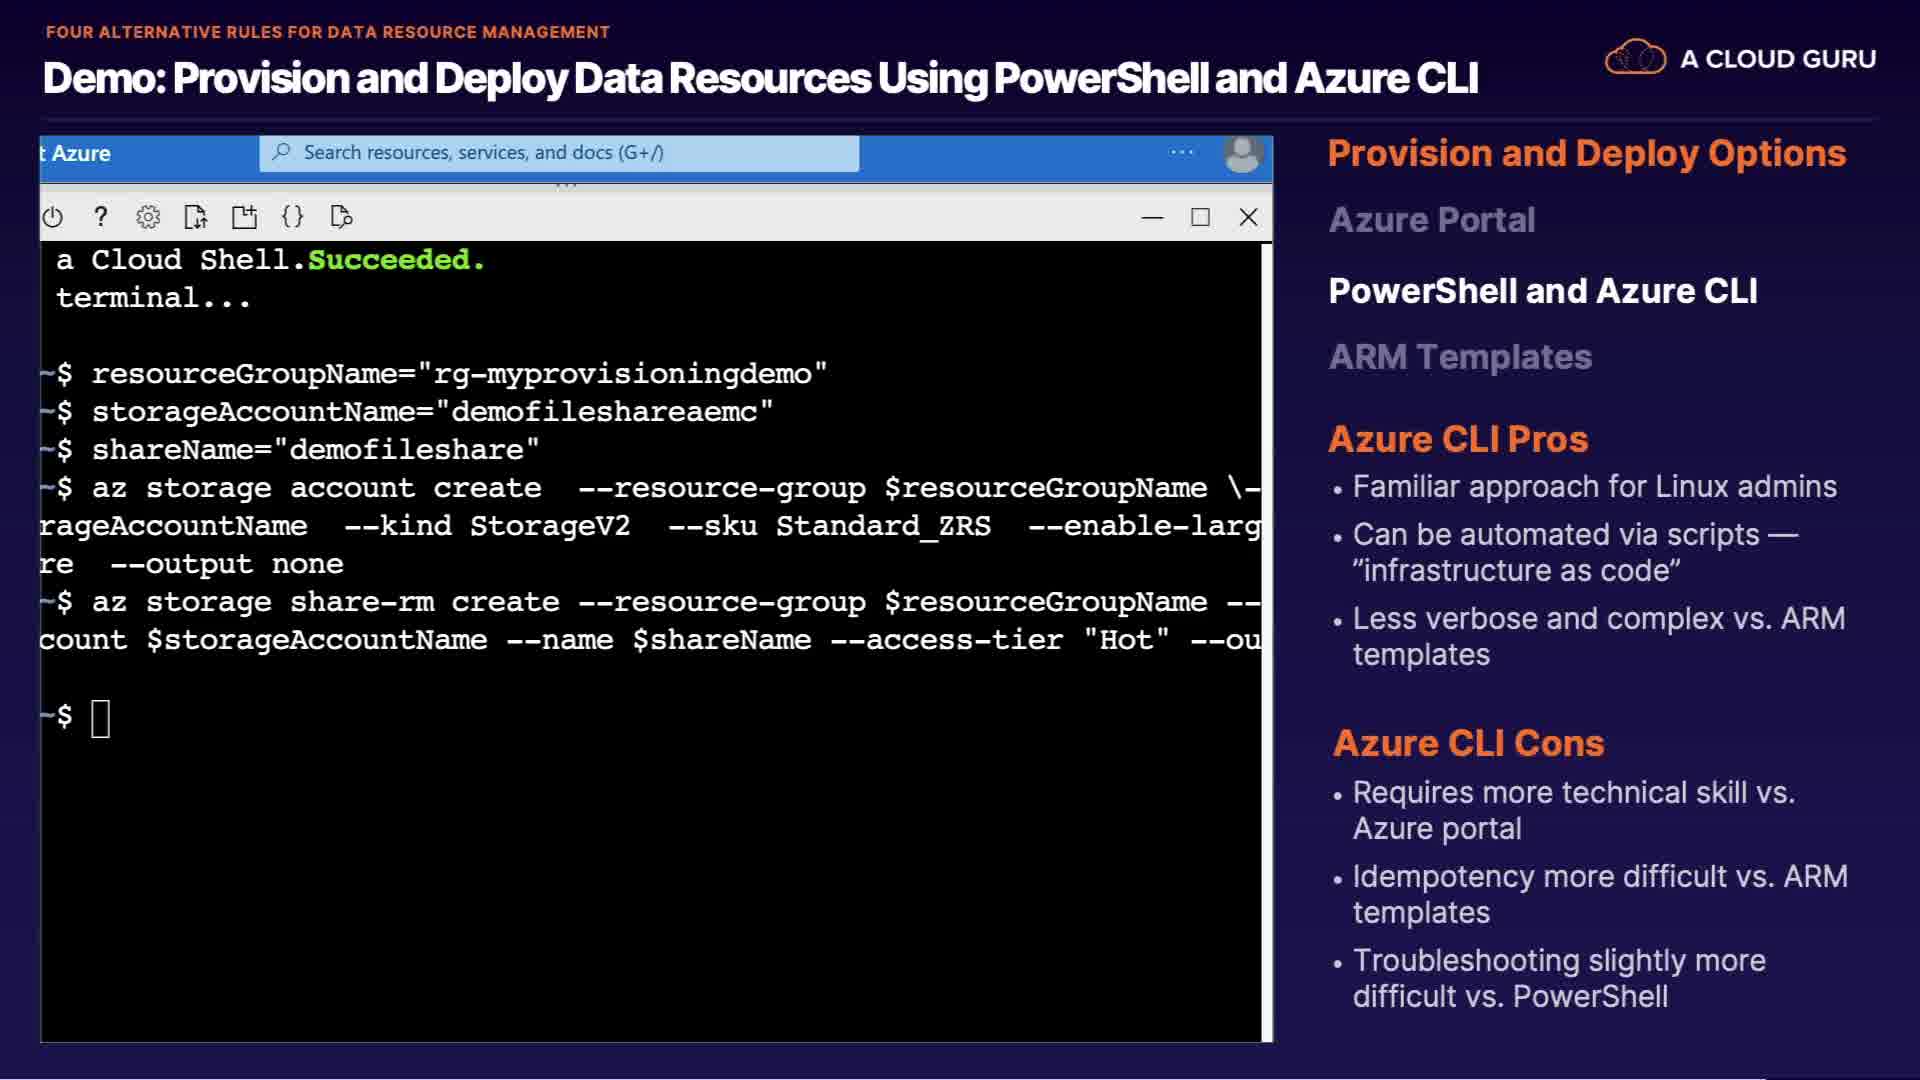 FOUR ALTERNATIVE RULES FOR DATA RESOURCE MANAGEMENT
Demo: Provision and Deploy Data Resources Using PowerShell and Azure CLI
A CLOUD GURU
t Azure
Search resources, services, and docs (G+/)
a Cloud Shell.Succeeded.
terminal...
~$ resourceGroupName="rg-myprovisioningdemo"
~$ storageAccountName="demofileshareaemc"
~$ shareName="demofileshare"
~$ az storage account create  --resource-group $resourceGroupName \-
rageAccountName  --kind StorageV2  --sku Standard_ZRS  --enable-larg
re  --output none
~$ az storage share-rm create --resource-group $resourceGroupName --
count $storageAccountName --name $shareName --access-tier "Hot" --ou
~$
Provision and Deploy Options
Azure Portal
PowerShell and Azure CLI
ARM Templates
Azure CLI Pros
• Familiar approach for Linux admins
• Can be automated via scripts —
”infrastructure as code”
• Less verbose and complex vs. ARM
templates
Azure CLI Cons
• Requires more technical skill vs.
Azure portal
• Idempotency more difficult vs. ARM
templates
• Troubleshooting slightly more
difficult vs. PowerShell